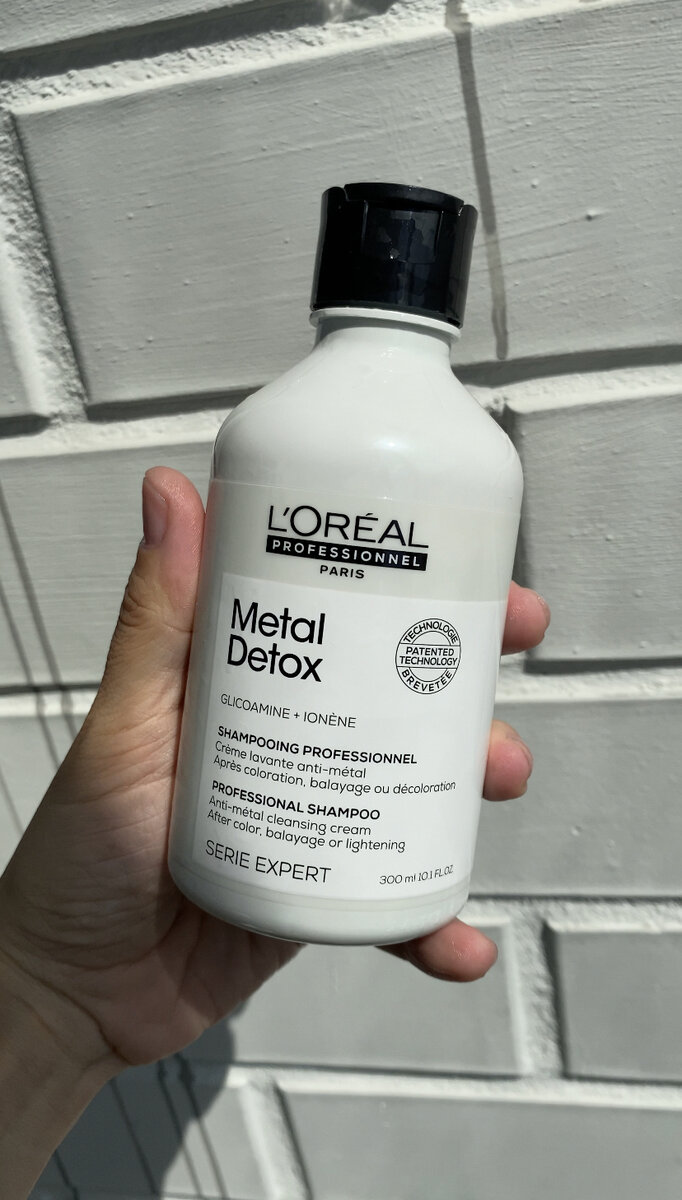 L'ORÉAL
PROFESSIONNEL
PARIS
Metal
Detox
TECHNOLOGIE
PATENTED
TECHNOLOGY
BREVETÉE
GLICOAMINE + IONÈNE
SHAMPOOING PROFESSIONNEL
Crème lavante anti-métal
Après coloration, balayage ou décoloration
PROFESSIONAL SHAMPOO
Anti-métal cleansing cream
After color, balayage or lightening
SERIE EXPERT
300 ml 10.1 FL.OZ.